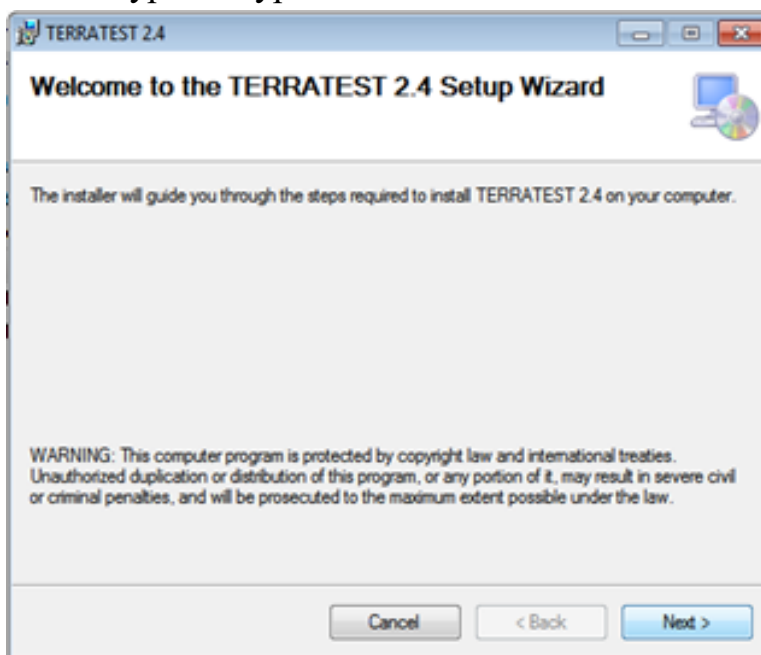 TERRATEST 2.4
Welcome to the TERRATEST 2.4 Setup Wizard
The installer will guide you through the steps required to install TERRATEST 2.4 on your computer.
WARNING: This computer program is protected by copyright law and international treaties.
Unauthorized duplication or distribution of this program, or any portion of it, may result in severe civil
or criminal penalties, and will be prosecuted to the maximum extent possible under the law.
Cancel < Back Next >